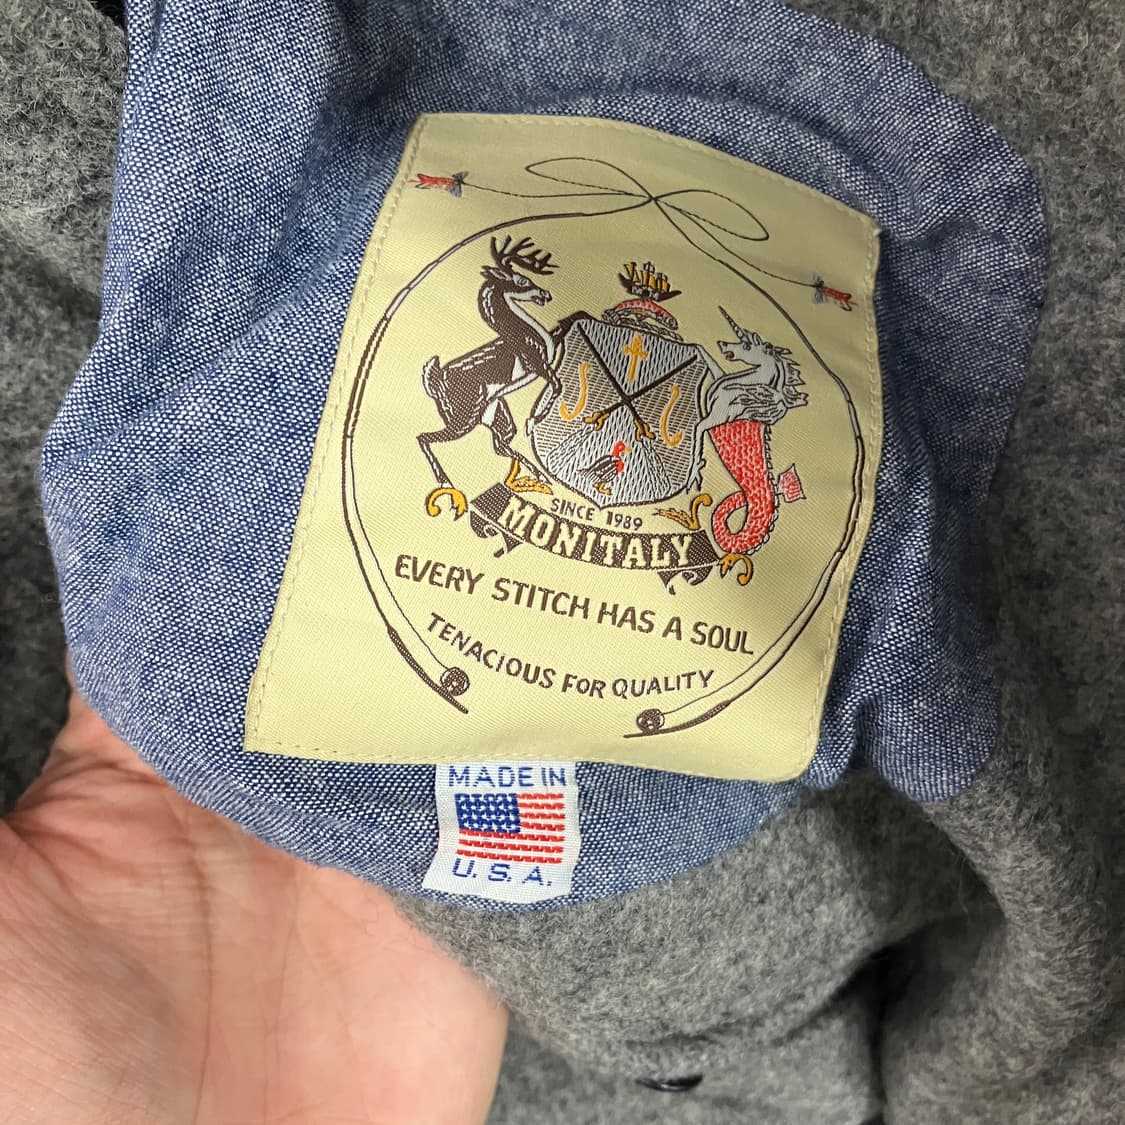 SINCE 1989
MONITALY
EVERY STITCH HAS A SOUL
TENACIOUS FOR QUALITY
MADE IN
U.S.A.